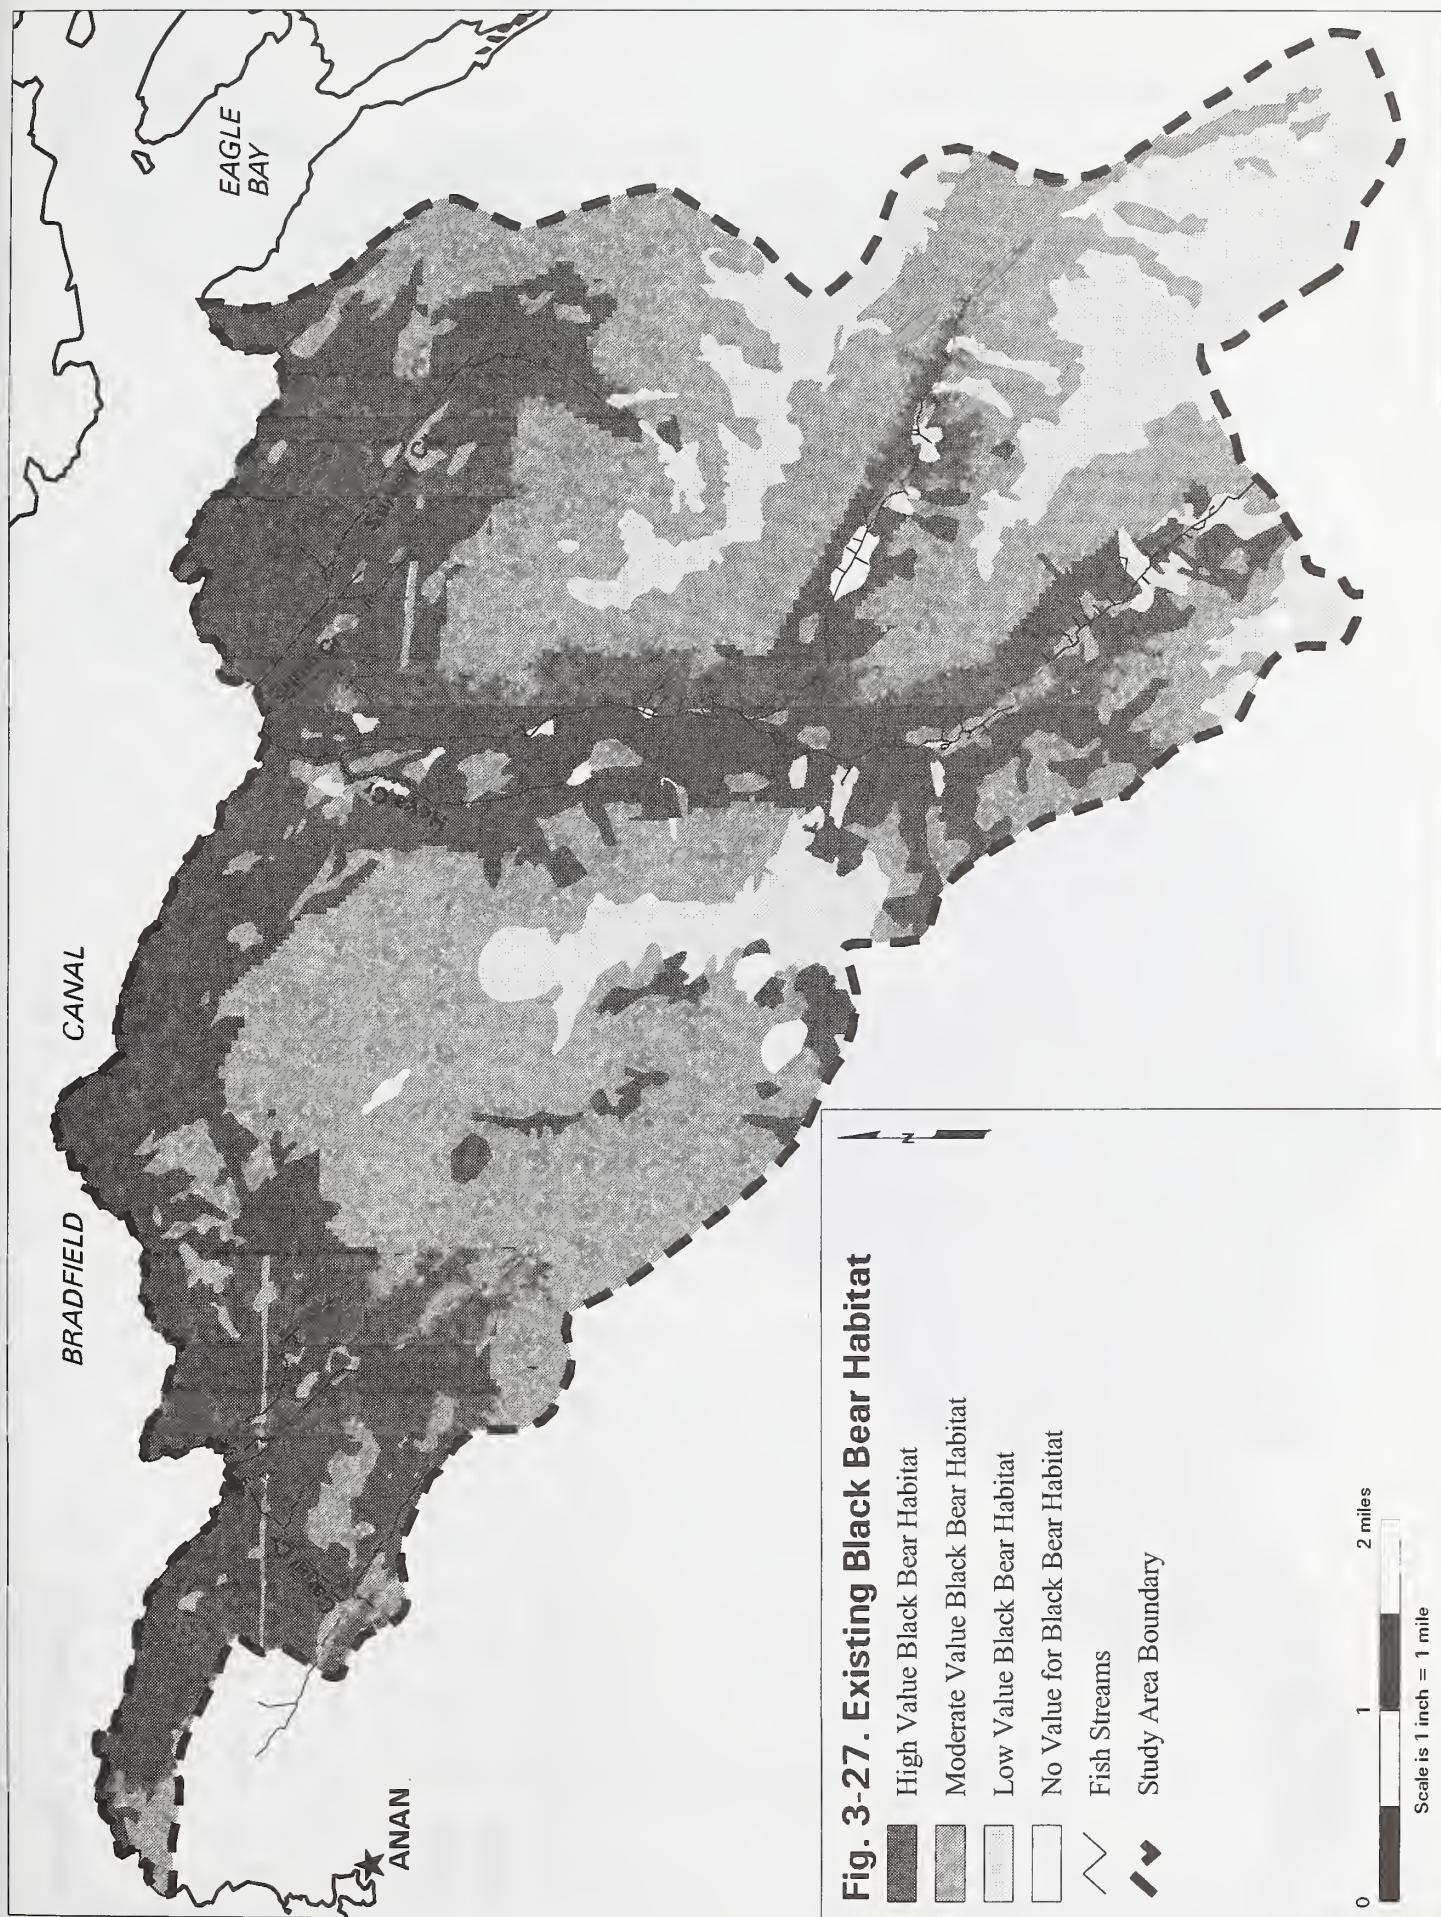 EAGLE
BAY
BRADFIELD CANAL
ANAN
N
Fig. 3-27. Existing Black Bear Habitat
High Value Black Bear Habitat
Moderate Value Black Bear Habitat
Low Value Black Bear Habitat
No Value for Black Bear Habitat
Fish Streams
Study Area Boundary
0 1 2 miles
Scale is 1 inch = 1 mile